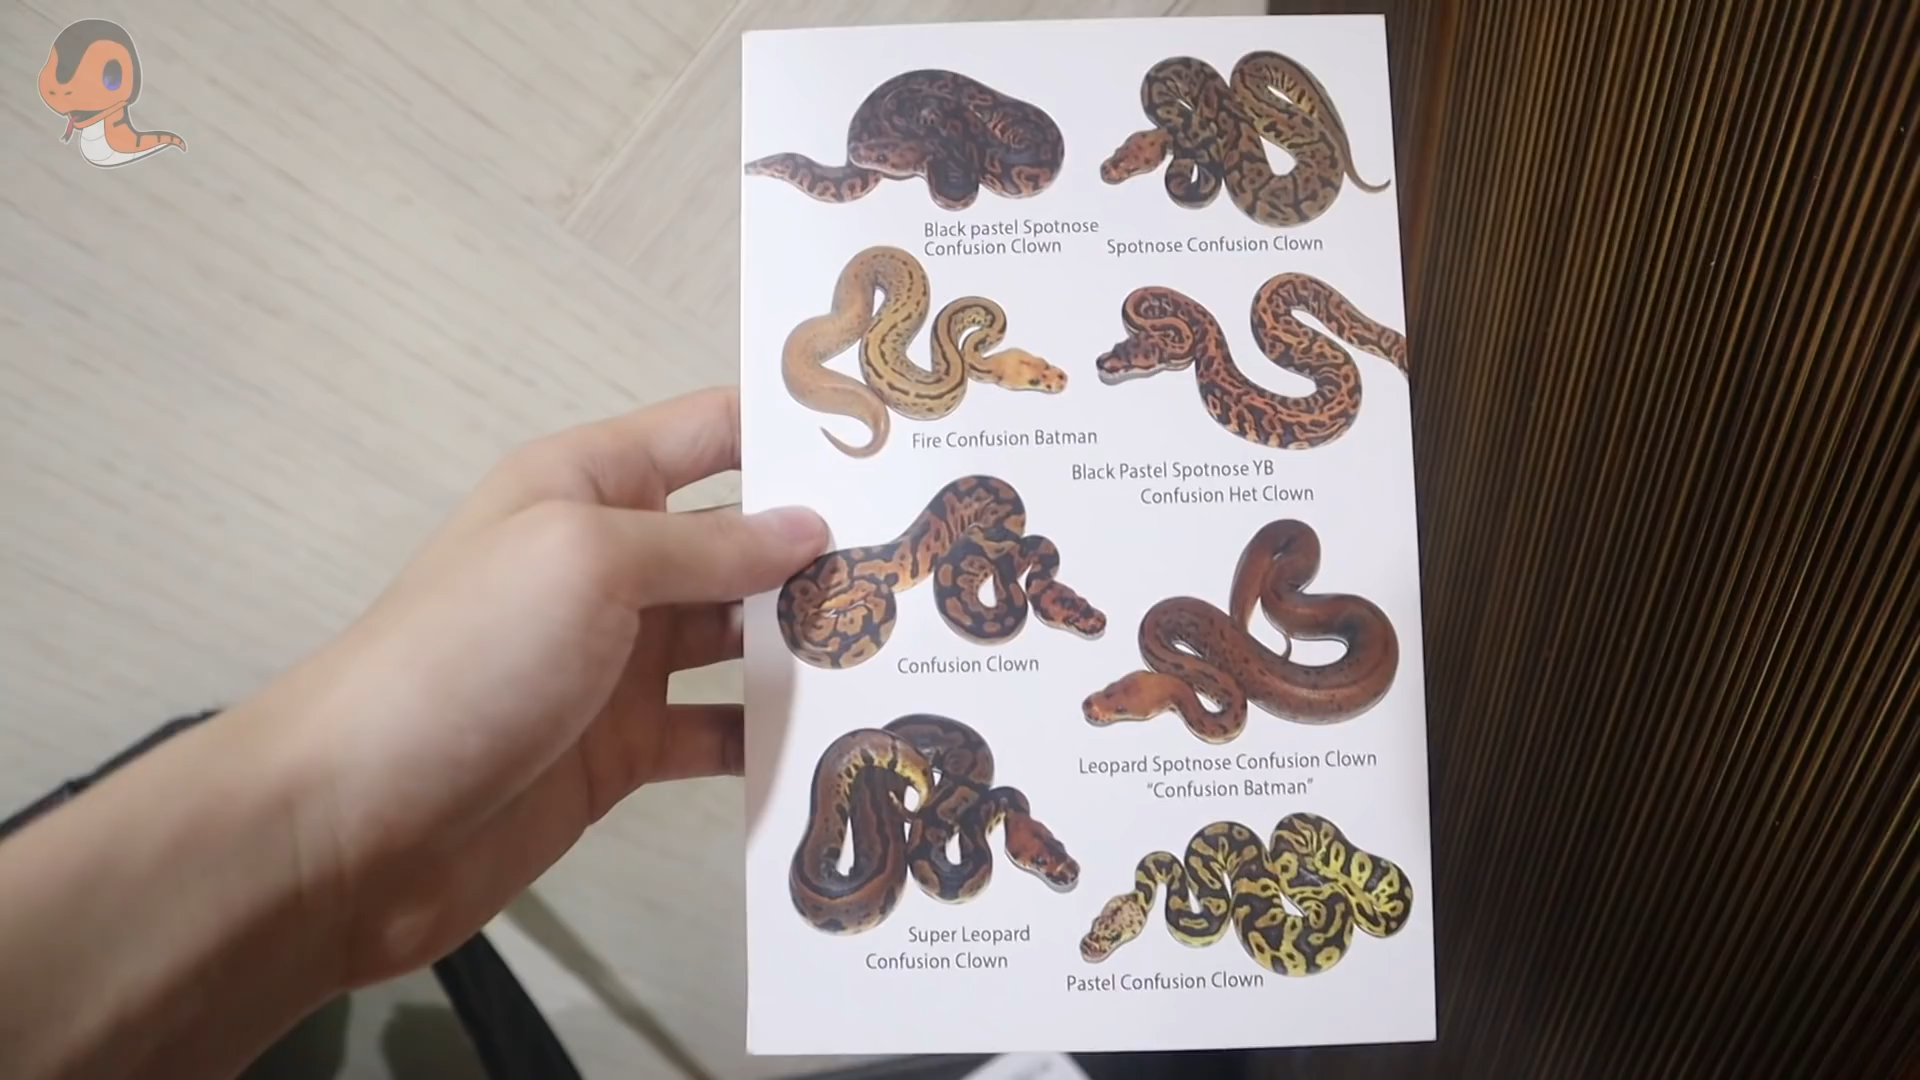 Black pastel Spotnose
Confusion Clown
Spotnose Confusion Clown
Fire Confusion Batman
Black Pastel Spotnose YB
Confusion Het Clown
Confusion Clown
Leopard Spotnose Confusion Clown
“Confusion Batman”
Super Leopard
Confusion Clown
Pastel Confusion Clown